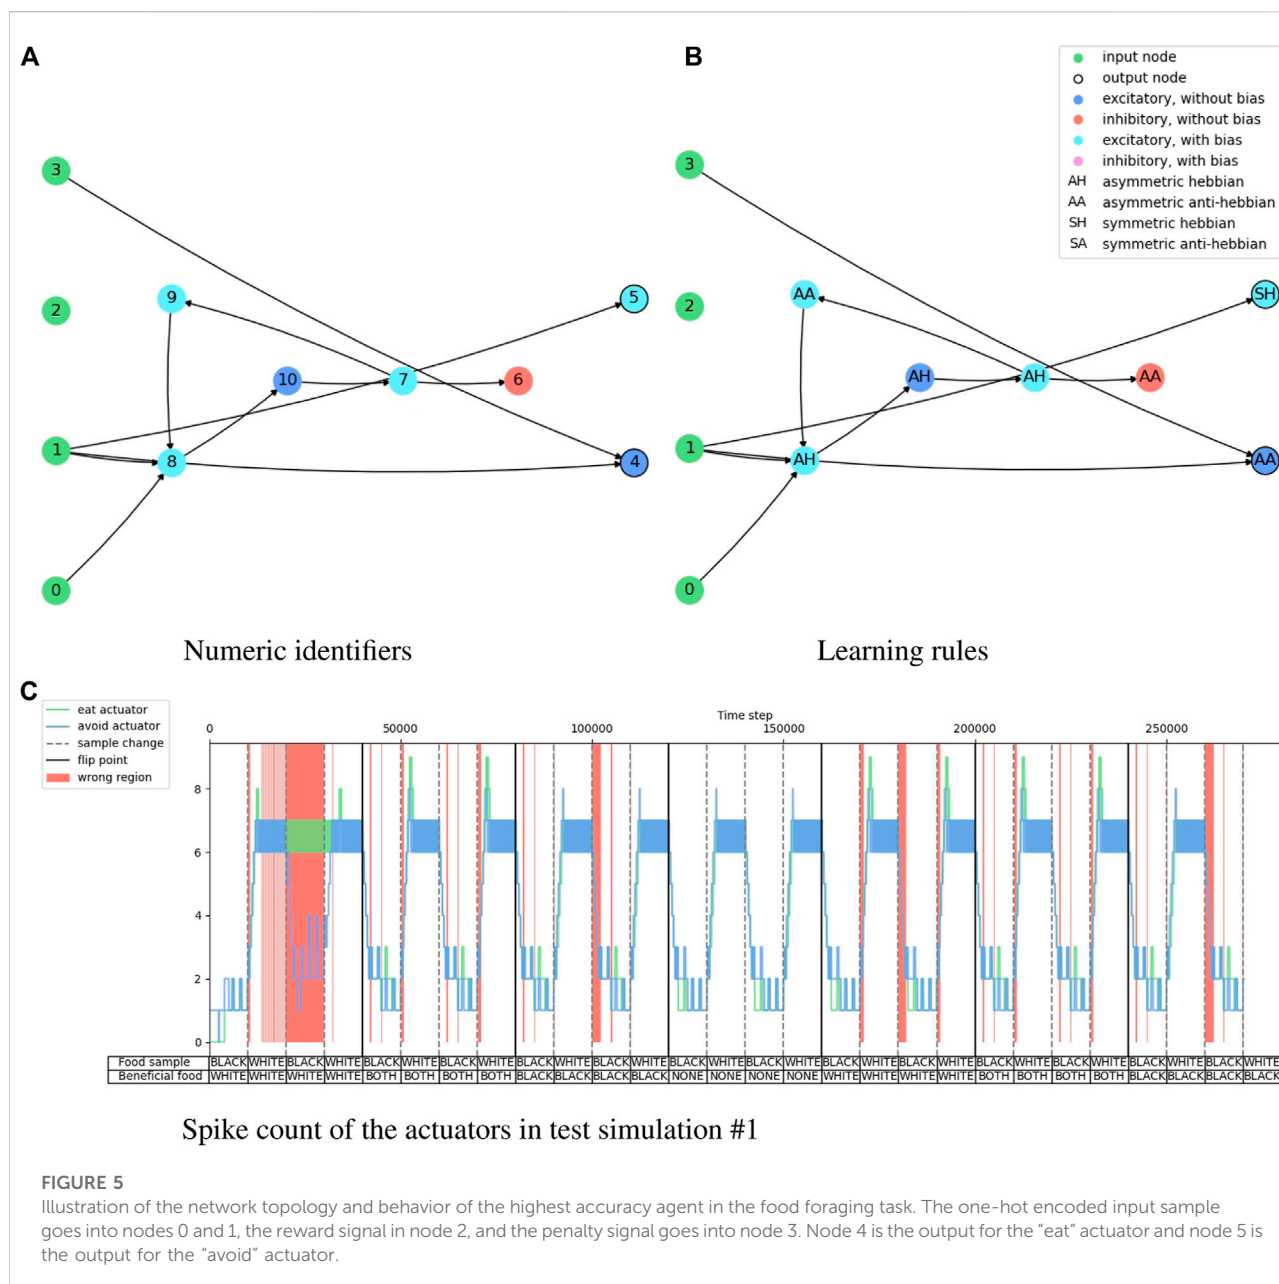 A
B
input node
output node
excitatory, without bias
inhibitory, without bias
excitatory, with bias
inhibitory, with bias
AH asymmetric hebbian
AA asymmetric anti-hebbian
SH symmetric hebbian
SA symmetric anti-hebbian
3
2
9
5
10
7
6
1
8
4
0
3
2
AA
SH
AH
AH
AA
1
AH
AA
0
Numeric identifiers
Learning rules
C
eat actuator
avoid actuator
sample change
flip point
wrong region
Time step
0 50000 100000 150000 200000 250000
8
6
4
2
0
Food sample BLACK WHITE BLACK WHITE BLACK WHITE BLACK WHITE BLACK WHITE BLACK WHITE BLACK WHITE BLACK WHITE BLACK WHITE BLACK WHITE BLACK WHITE BLACK WHITE BLACK WHITE BLACK WHITE
Beneficial food WHITE WHITE WHITE WHITE BOTH BOTH BOTH BOTH BLACK BLACK BLACK BLACK NONE NONE NONE NONE WHITE WHITE WHITE WHITE BOTH BOTH BOTH BOTH BLACK BLACK BLACK BLACK
Spike count of the actuators in test simulation #1
FIGURE 5
Illustration of the network topology and behavior of the highest accuracy agent in the food foraging task. The one-hot encoded input sample
goes into nodes 0 and 1, the reward signal in node 2, and the penalty signal goes into node 3. Node 4 is the output for the “eat” actuator and node 5 is
the output for the “avoid” actuator.